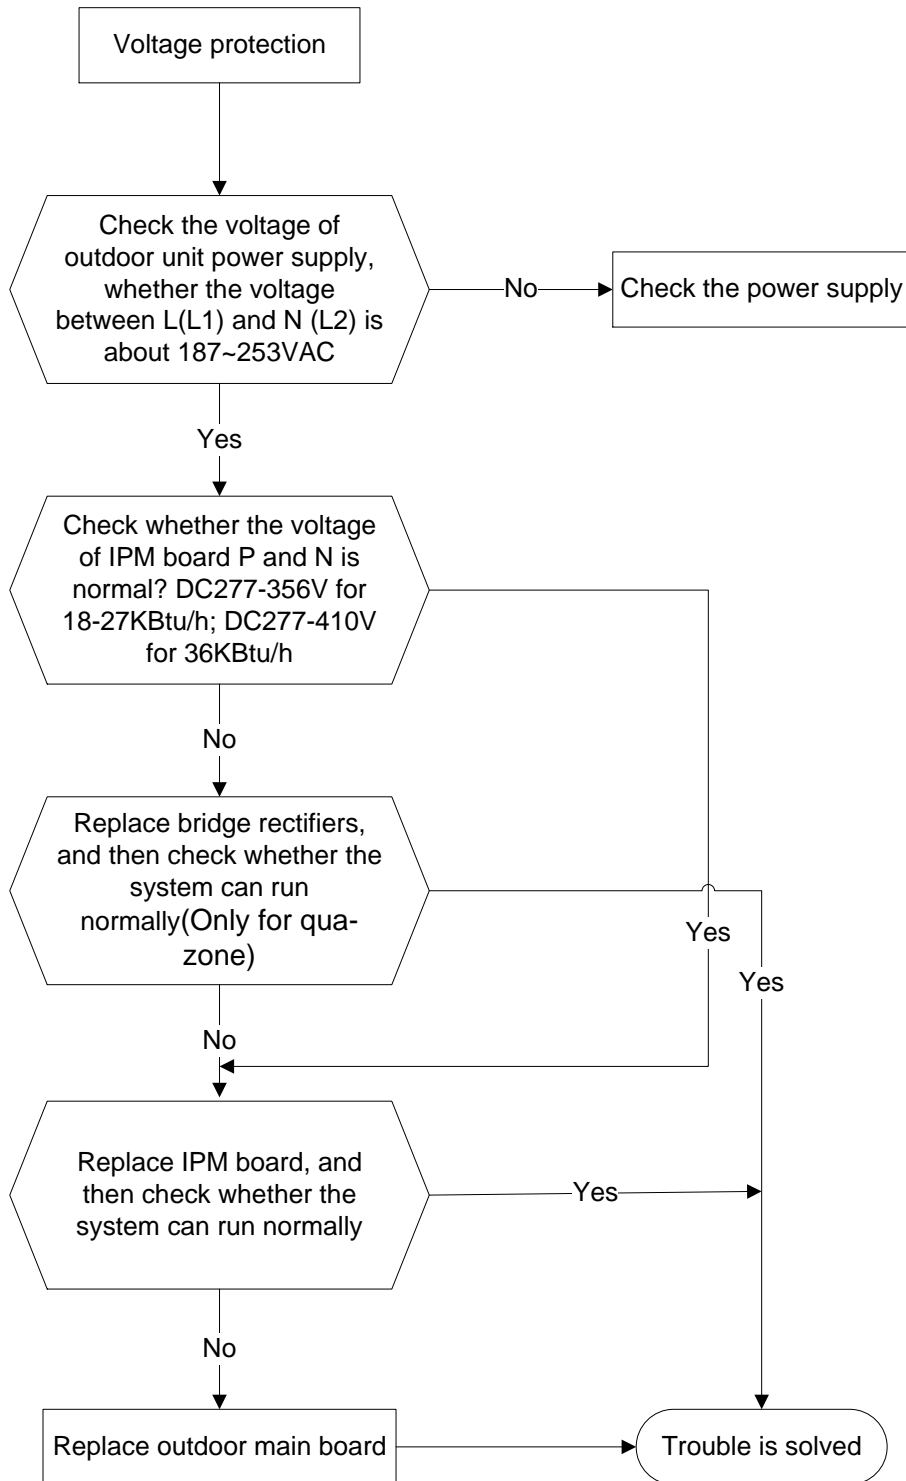 Voltage protection
Check the voltage of
outdoor unit power supply,
whether the voltage
between L(L1) and N (L2) is
about 187~253VAC
No
Check the power supply
Yes
Check whether the voltage
of IPM board P and N is
normal? DC277-356V for
18-27KBtu/h; DC277-410V
for 36KBtu/h
No
Replace bridge rectifiers,
and then check whether the
system can run
normally(Only for qua-
zone)
Yes
Yes
No
Replace IPM board, and
then check whether the
system can run normally
Yes
No
Replace outdoor main board
Trouble is solved